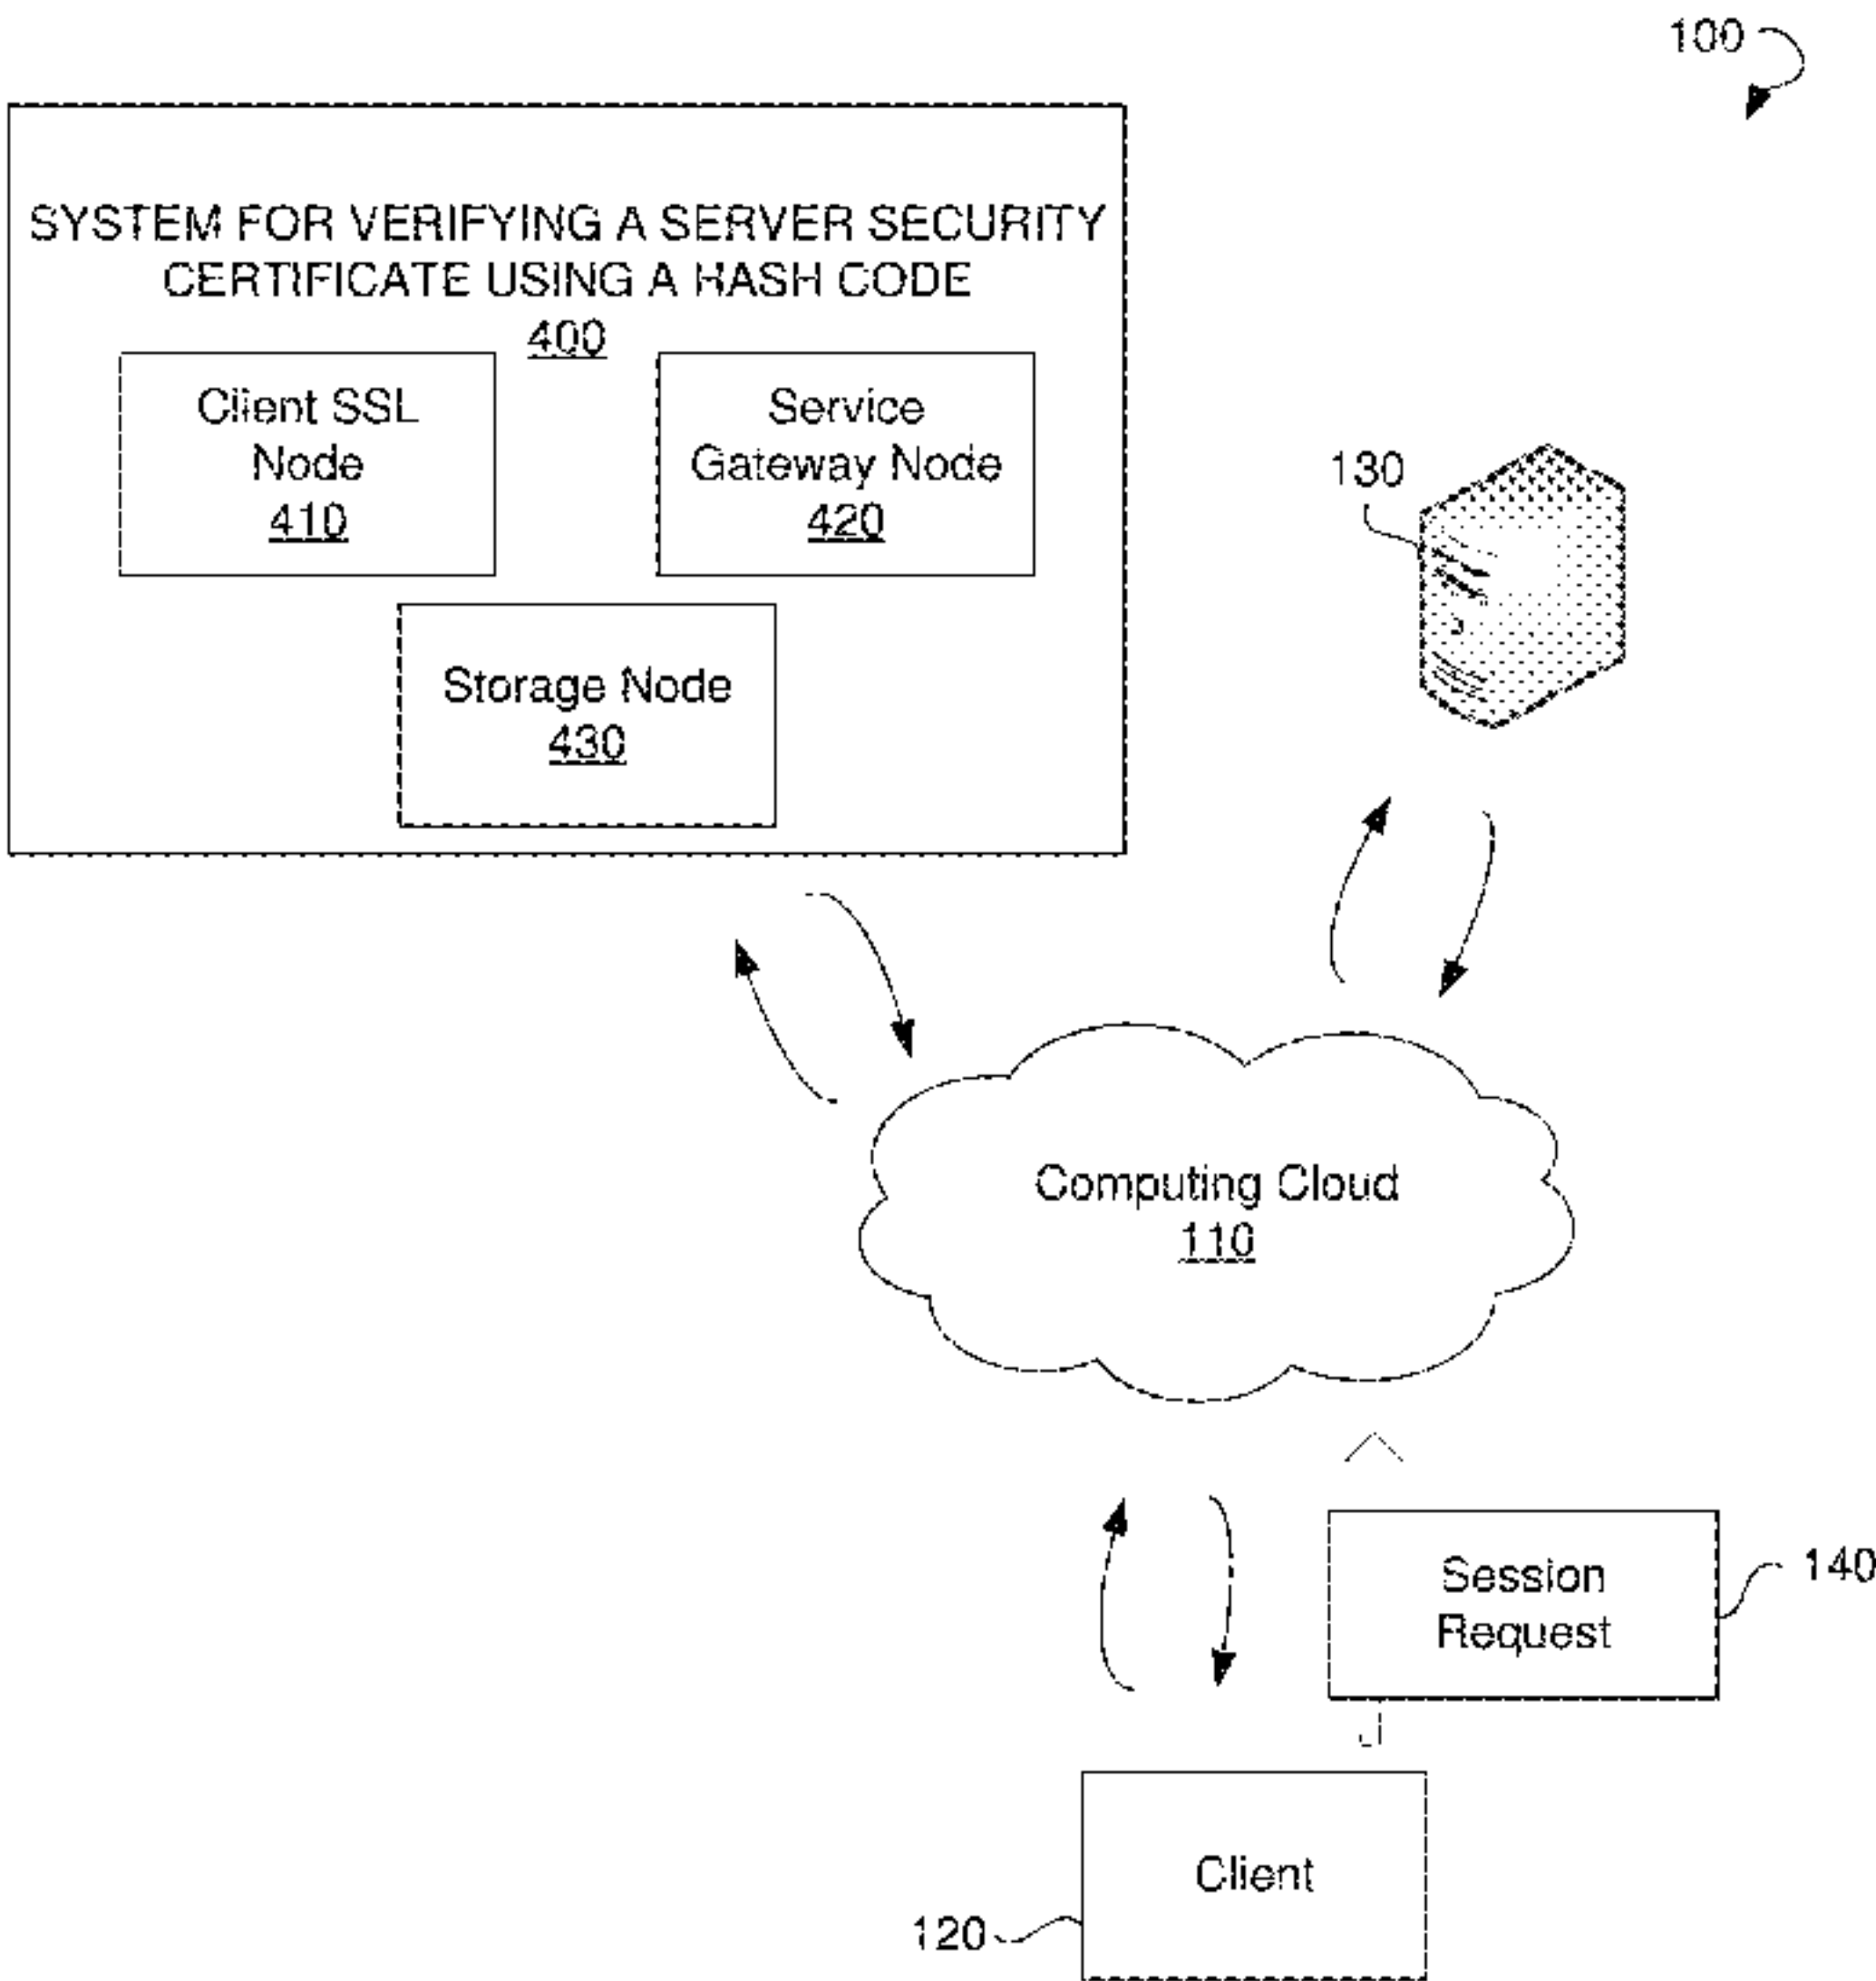 100
SYSTEM FOR VERIFYING A SERVER SECURITY
CERTIFICATE USING A HASH CODE
400
Client SSL
Node
410
Service
Gateway Node
420
Storage Node
430
130
Computing Cloud
110
Session
Request
140
Client
120